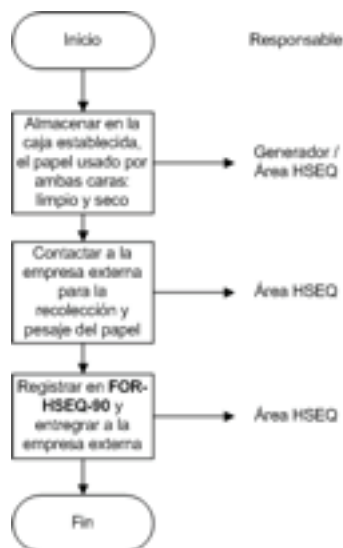 Inicio
Responsable
Almacenar en la
caja establecida,
el papel usado por
ambas caras:
limpio y seco
Generador /
Área HSEQ
Contactar a la
empresa externa
para la
recolección y
pesaje del papel
Área HSEQ
Registrar en FOR-
HSEQ-90 y
entregrar a la
empresa externa
Área HSEQ
Fin